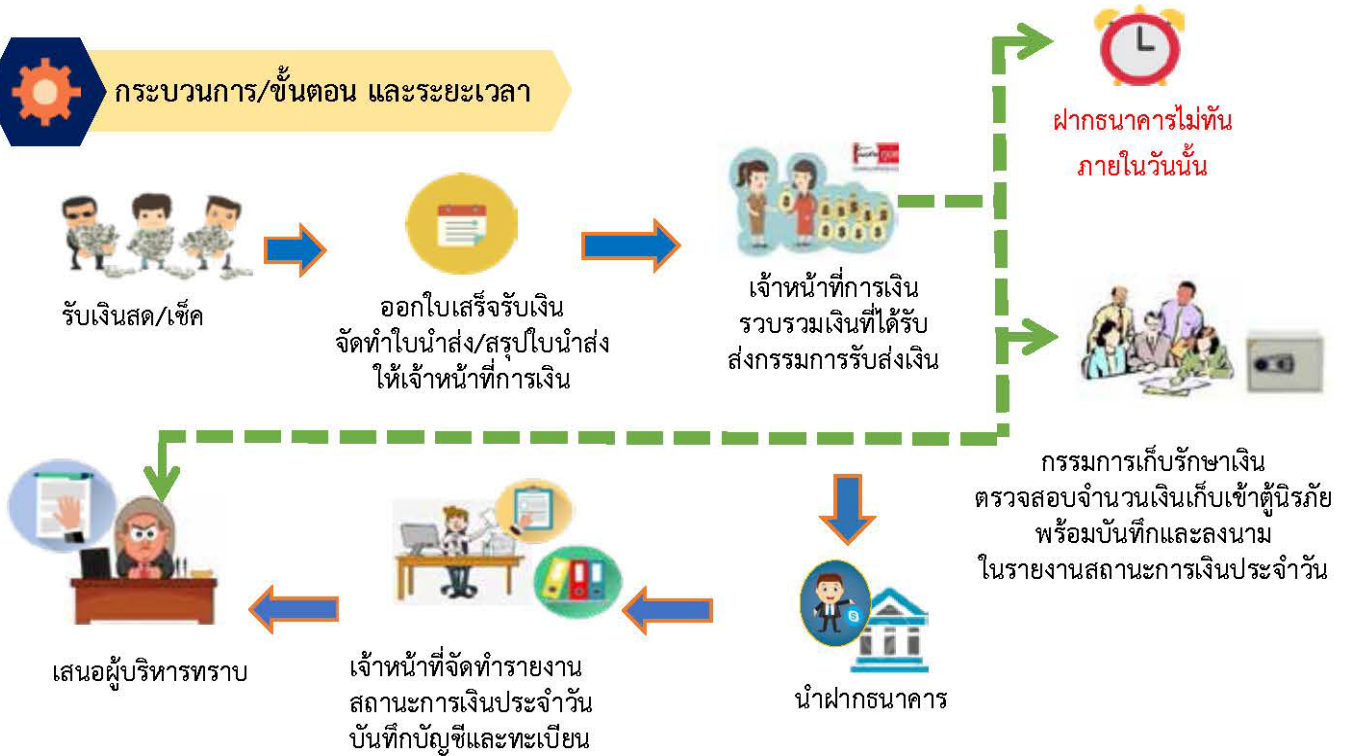 กระบวนการ/ขั้นตอน และระยะเวลา
ฝากธนาคารไม่ทัน
ภายในวันนั้น
รับเงินสด/เช็ค
ออกใบเสร็จรับเงิน
จัดทำใบนำส่ง/สรุปใบนำส่ง
ให้เจ้าหน้าที่การเงิน
เจ้าหน้าที่การเงิน
รวบรวมเงินที่ได้รับ
ส่งกรรมการรับส่งเงิน
กรรมการเก็บรักษาเงิน
ตรวจสอบจำนวนเงินเก็บเข้าตู้นิรภัย
พร้อมบันทึกและลงนาม
ในรายงานสถานะการเงินประจำวัน
นำฝากธนาคาร
เจ้าหน้าที่จัดทำรายงาน
สถานะการเงินประจำวัน
บันทึกบัญชีและทะเบียน
เสนอผู้บริหารทราบ